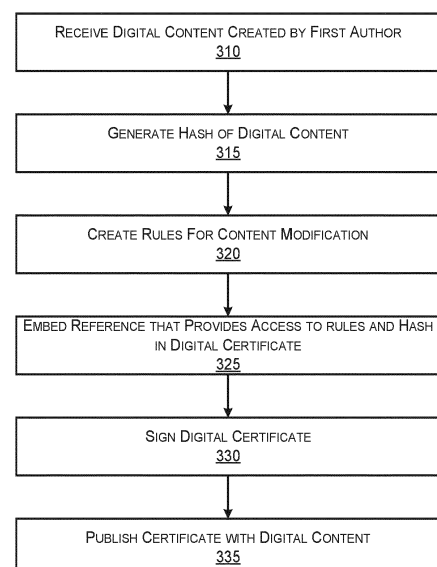 RECEIVE DIGITAL CONTENT CREATED BY FIRST AUTHOR
310
GENERATE HASH OF DIGITAL CONTENT
315
CREATE RULES FOR CONTENT MODIFICATION
320
EMBED REFERENCE THAT PROVIDES ACCESS TO RULES AND HASH
IN DIGITAL CERTIFICATE
325
SIGN DIGITAL CERTIFICATE
330
PUBLISH CERTIFICATE WITH DIGITAL CONTENT
335